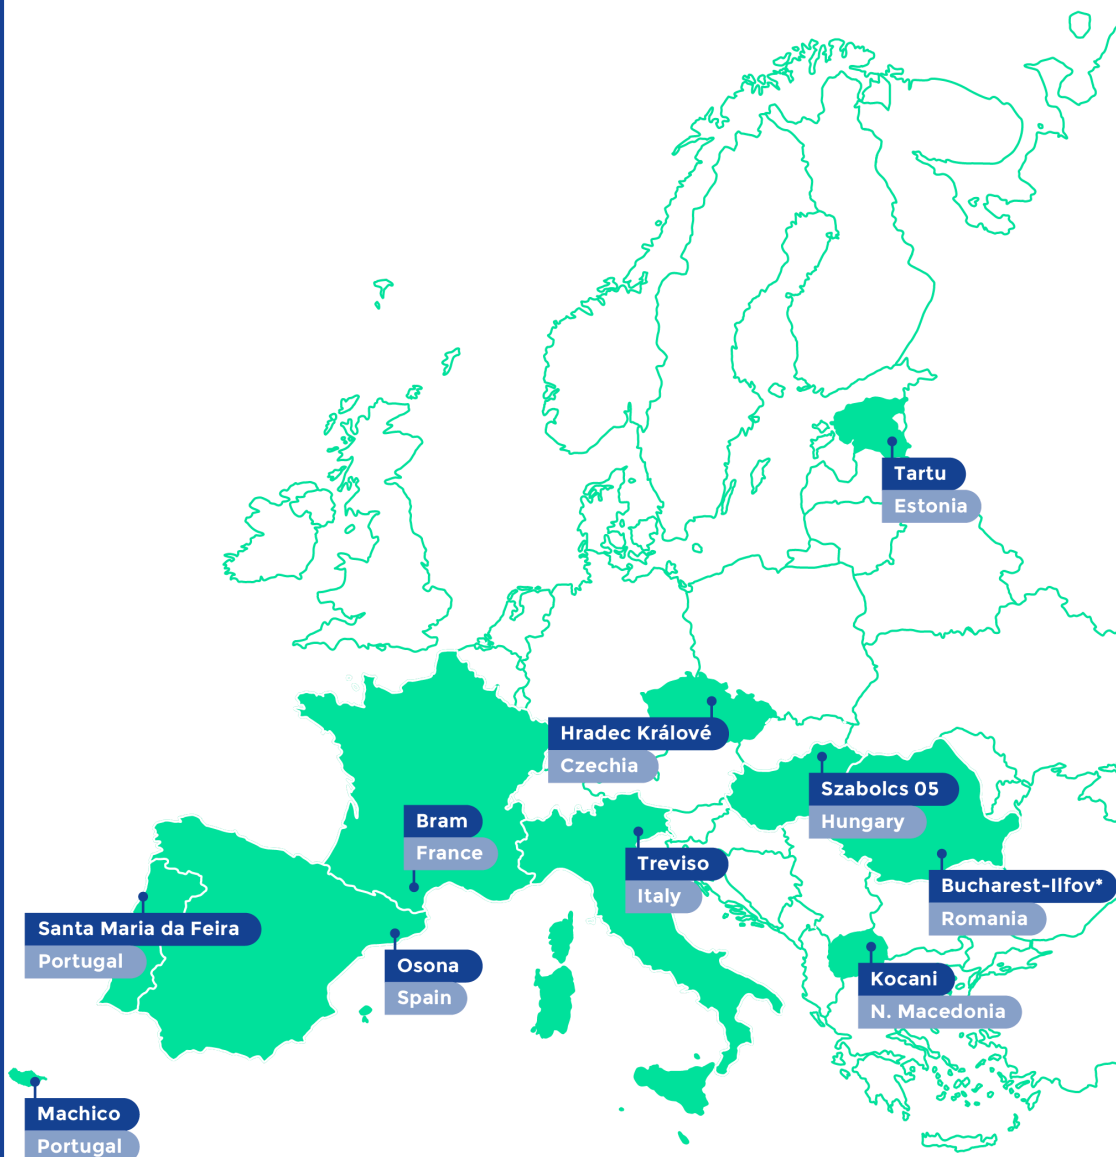 Tartu
Estonia
Hradec Králové
Czechia
Szabolcs 05
Hungary
Bram
France
Treviso
Italy
Bucharest-Ilfov*
Romania
Santa Maria da Feira
Portugal
Osona
Spain
Kocani
N. Macedonia
Machico
Portugal